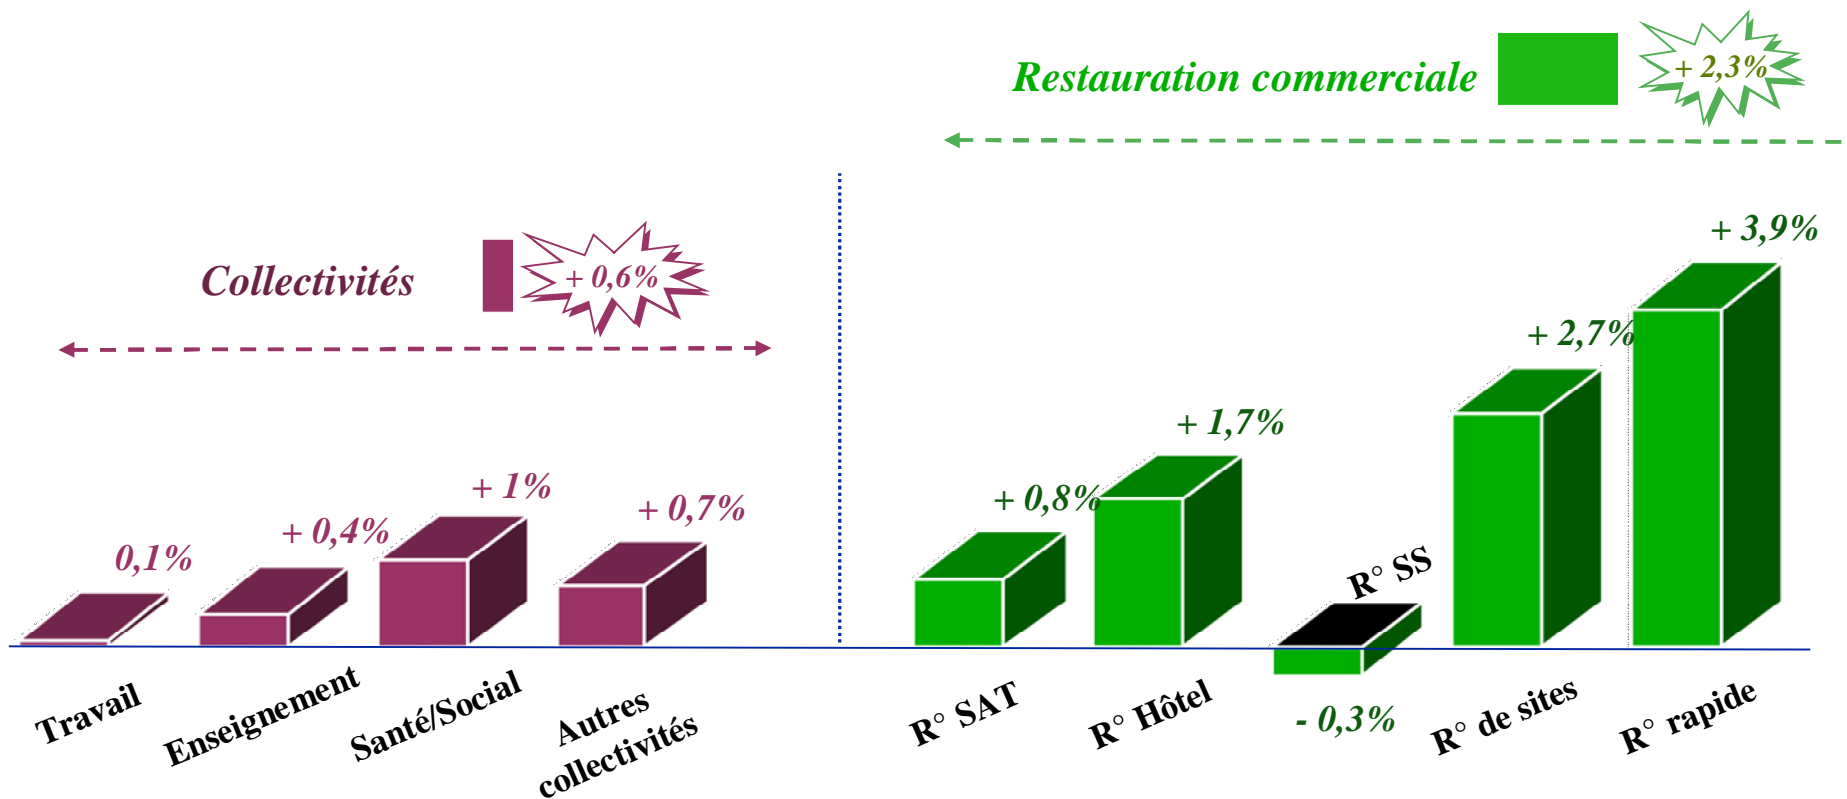 Restauration commerciale
+ 2,3%
Collectivités
+ 0,6%
0,1%
+ 0,4%
+ 1%
+ 0,7%
+ 0,8%
+ 1,7%
R° SS
- 0,3%
+ 2,7%
+ 3,9%
Travail
Enseignement
Santé/Social
Autres
collectivités
R° SAT
R° Hôtel
R° de sites
R° rapide